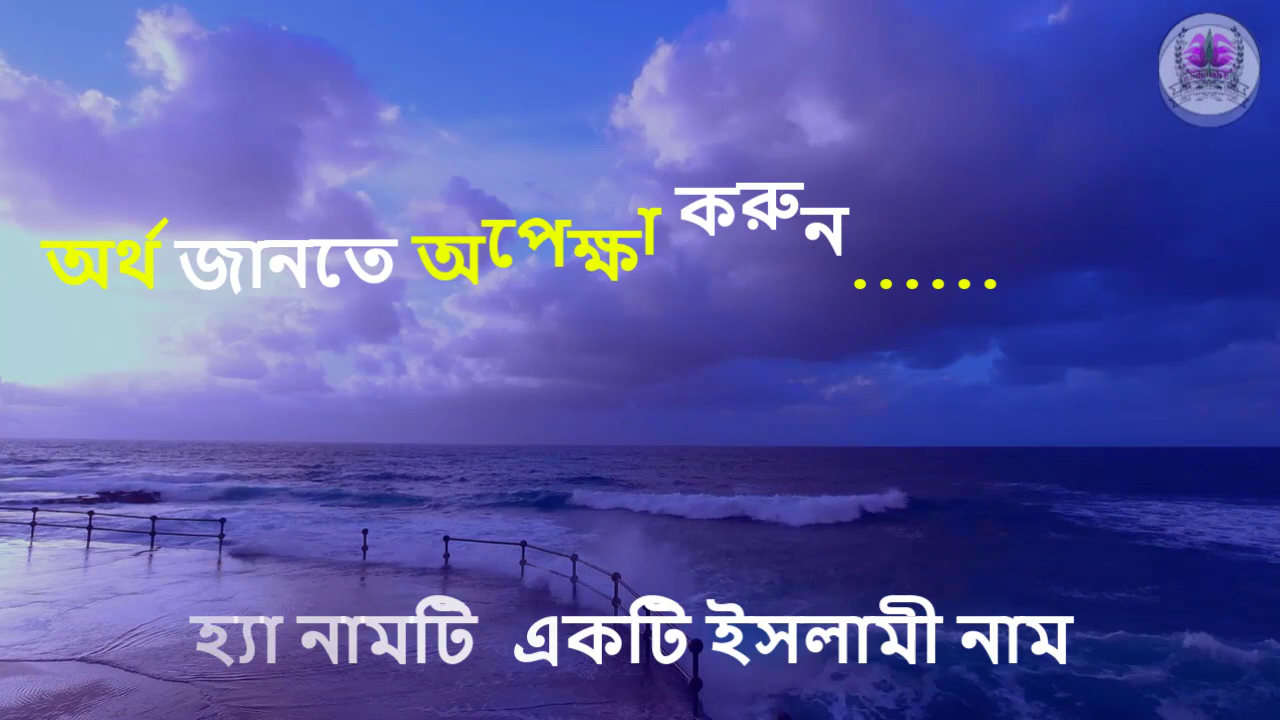 অর্থ জানতে অপেক্ষা করুন......
হ্যা নামটি একটি ইসলামী নাম